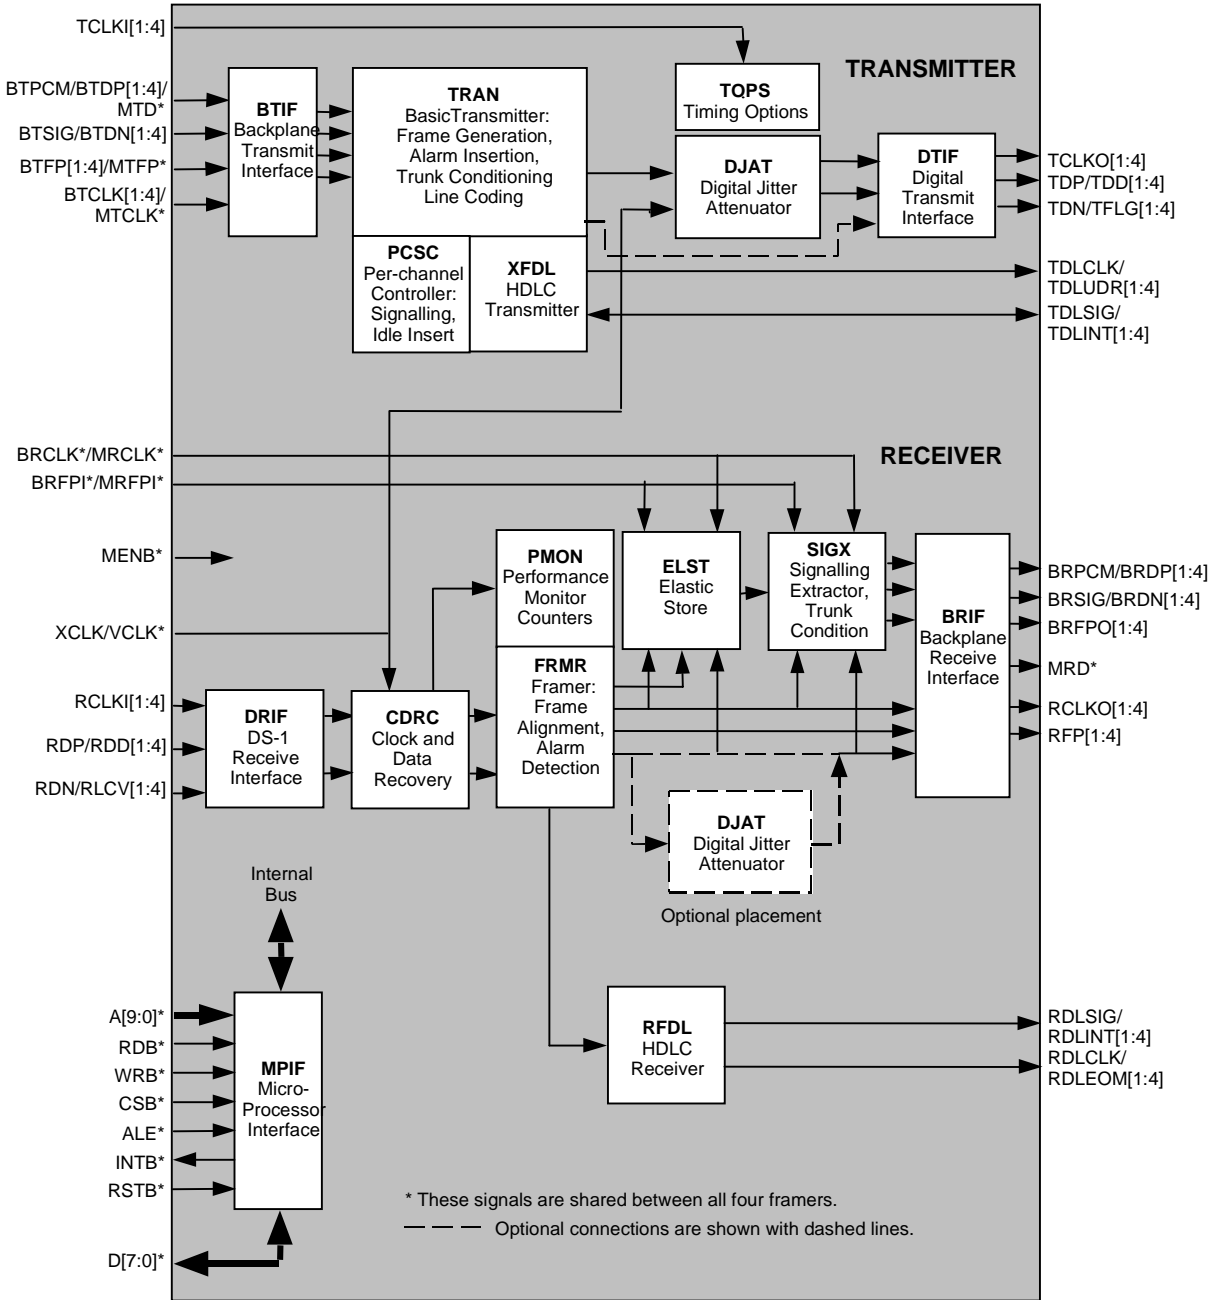 TCLKI[1:4]
TRANSMITTER
BTPCM/BTDP[1:4]/
MTD*
BTSIG/BTDN[1:4]
BTFP[1:4]/MTFP*
BTCLK[1:4]/
MTCLK*
BTIF
Backplane
Transmit
Interface
TRAN
BasicTransmitter:
Frame Generation,
Alarm Insertion,
Trunk Conditioning
Line Coding
TQPS
Timing Options
DJAT
Digital Jitter
Attenuator
DTIF
Digital
Transmit
Interface
TCLKO[1:4]
TDP/TDD[1:4]
TDN/TFLG[1:4]
PCSC
Per-channel
Controller:
Signalling,
Idle Insert
XFDL
HDLC
Transmitter
TDLCLK/
TDLUDR[1:4]
TDLSIG/
TDLINT[1:4]
BRCLK*/MRCLK*
BRFPI*/MRFPI*
RECEIVER
MENB*
XCLK/VCLK*
RCLKI[1:4]
RDP/RDD[1:4]
RDN/RLCV[1:4]
DRIF
DS-1
Receive
Interface
CDRC
Clock and
Data
Recovery
PMON
Performance
Monitor
Counters
FRMR
Framer:
Frame
Alignment,
Alarm
Detection
ELST
Elastic
Store
SIGX
Signalling
Extractor,
Trunk
Condition
BRIF
Backplane
Receive
Interface
BRPCM/BRDP[1:4]
BRSIG/BRDN[1:4]
BRFPO[1:4]
MRD*
RCLKO[1:4]
RFP[1:4]
DJAT
Digital Jitter
Attenuator
Optional placement
Internal
Bus
A[9:0]*
RDB*
WRB*
CSB*
ALE*
INTB*
RSTB*
D[7:0]*
MPIF
Micro-
Processor
Interface
RFDL
HDLC
Receiver
RDLSIG/
RDLINT[1:4]
RDLCLK/
RDLEOM[1:4]
* These signals are shared between all four framers.
Optional connections are shown with dashed lines.